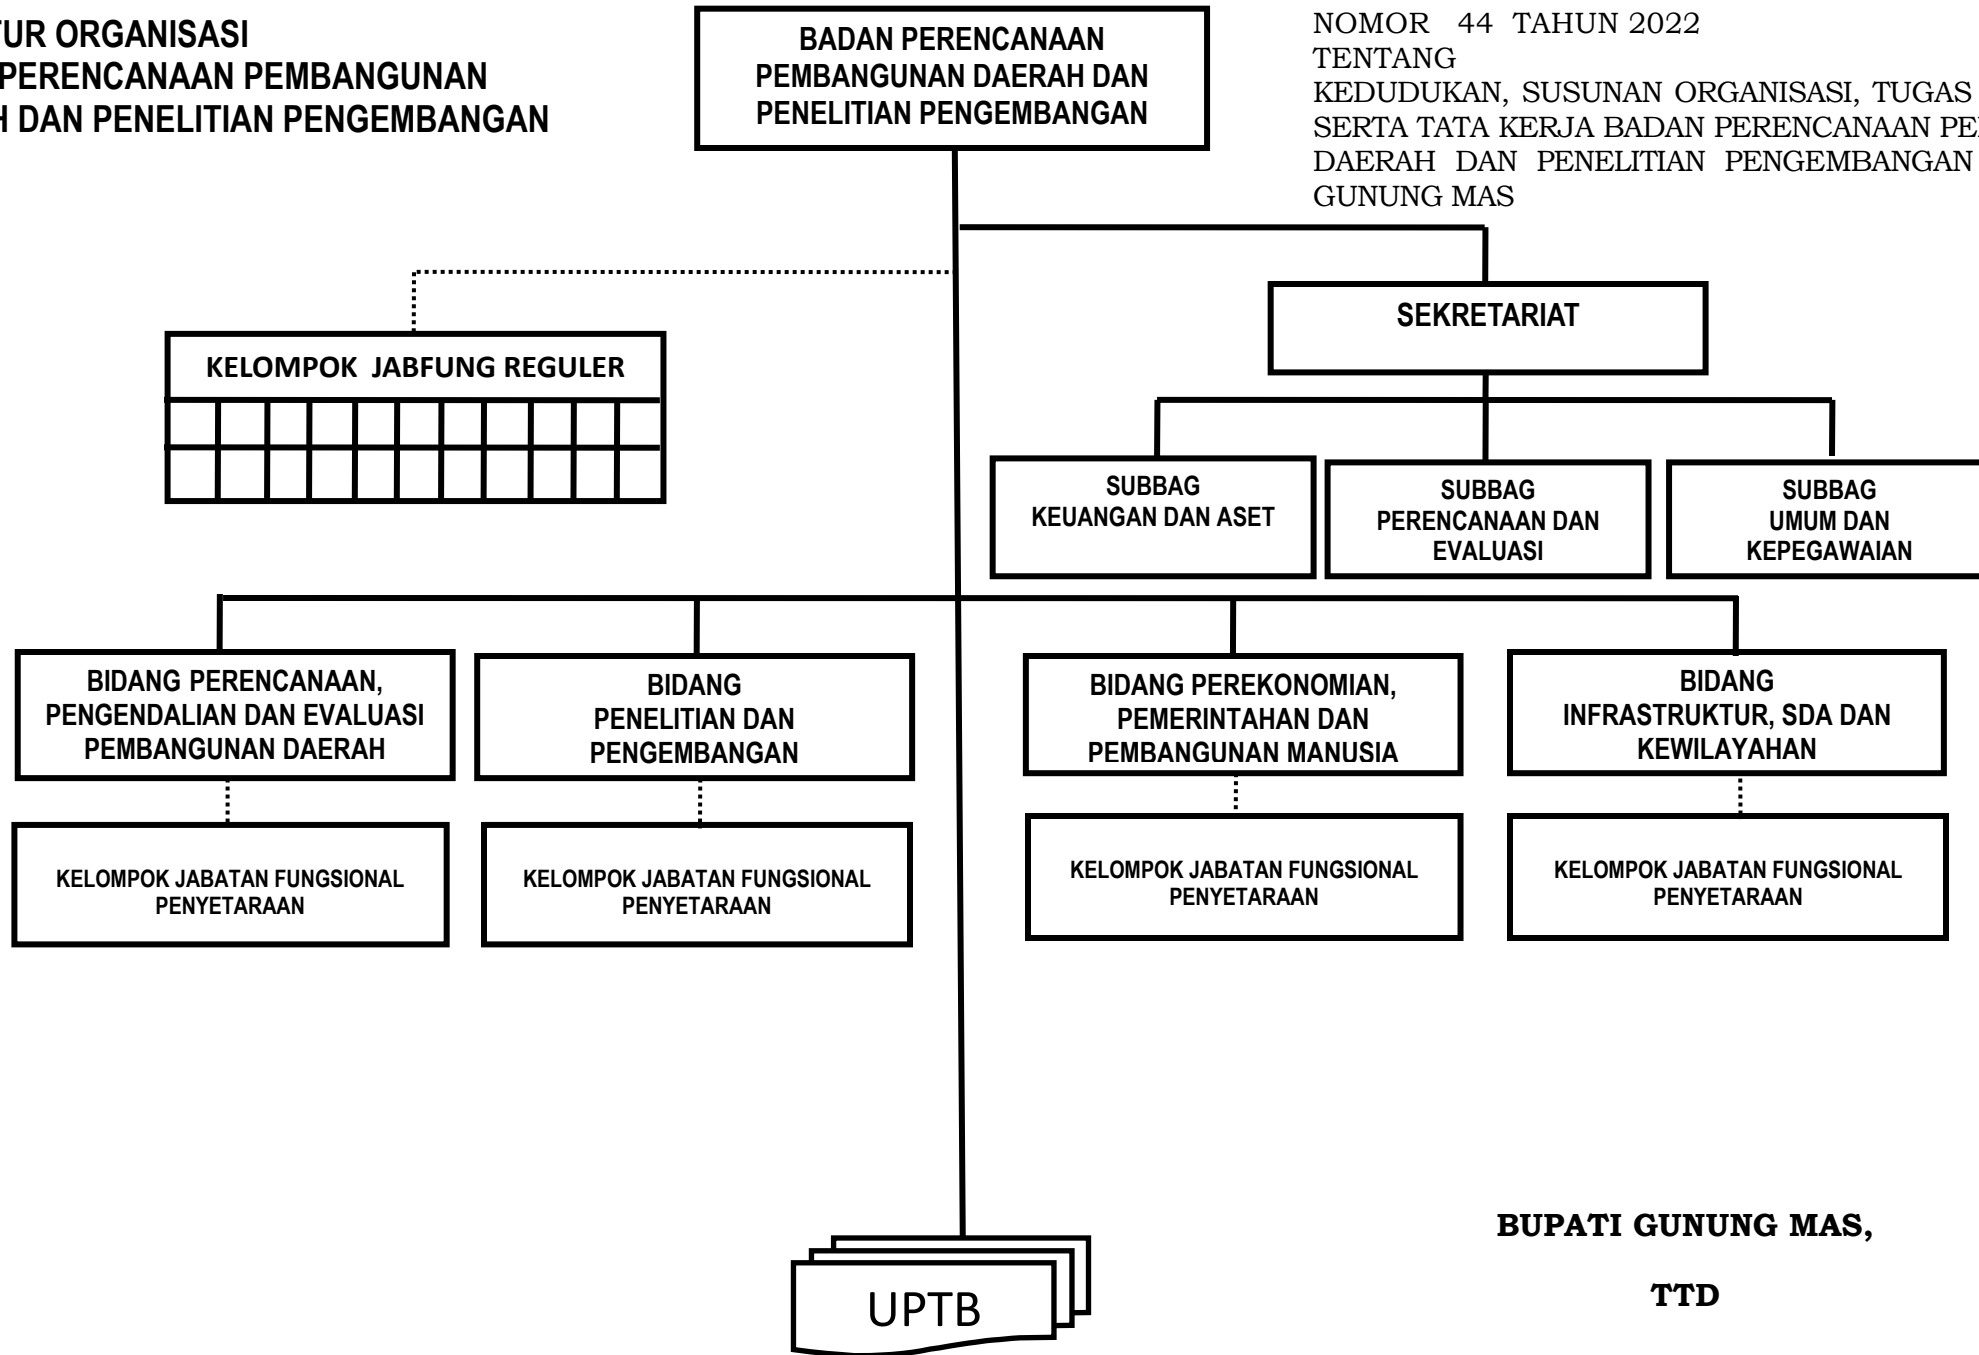 TUR ORGANISASI
PERENCANAAN PEMBANGUNAN
H DAN PENELITIAN PENGEMBANGAN
BADAN PERENCANAAN
PEMBANGUNAN DAERAH DAN
PENELITIAN PENGEMBANGAN
NOMOR 44 TAHUN 2022
TENTANG
KEDUDUKAN, SUSUNAN ORGANISASI, TUGAS
SERTA TATA KERJA BADAN PERENCANAAN PE
DAERAH DAN PENELITIAN PENGEMBANGAN
GUNUNG MAS
SEKRETARIAT
KELOMPOK JABFUNG REGULER
SUBBAG
KEUANGAN DAN ASET
SUBBAG
PERENCANAAN DAN
EVALUASI
SUBBAG
UMUM DAN
KEPEGAWAIAN
BIDANG PERENCANAAN,
PENGENDALIAN DAN EVALUASI
PEMBANGUNAN DAERAH
BIDANG
PENELITIAN DAN
PENGEMBANGAN
BIDANG PEREKONOMIAN,
PEMERINTAHAN DAN
PEMBANGUNAN MANUSIA
BIDANG
INFRASTRUKTUR, SDA DAN
KEWILAYAHAN
KELOMPOK JABATAN FUNGSIONAL
PENYETARAAN
KELOMPOK JABATAN FUNGSIONAL
PENYETARAAN
KELOMPOK JABATAN FUNGSIONAL
PENYETARAAN
KELOMPOK JABATAN FUNGSIONAL
PENYETARAAN
UPTB
BUPATI GUNUNG MAS,
TTD